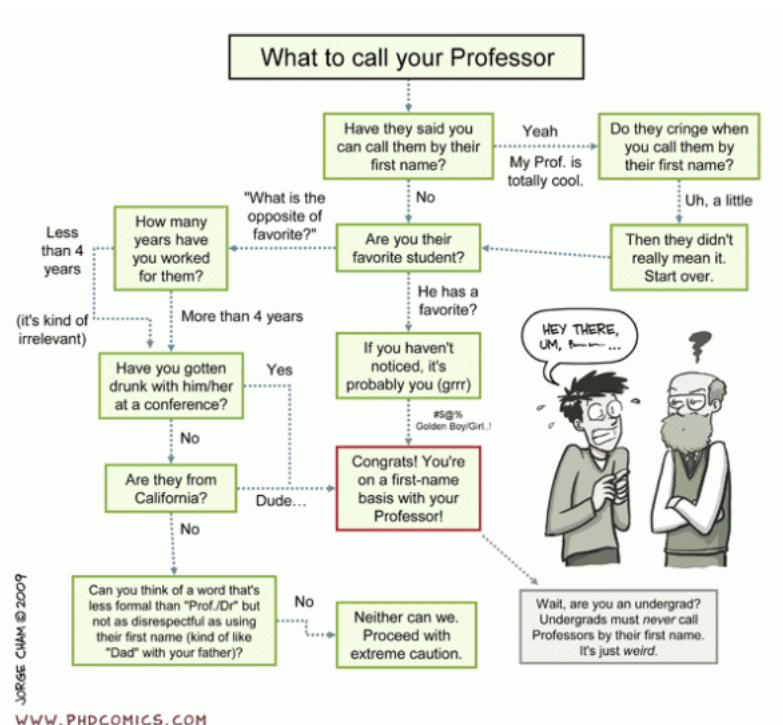 What to call your Professor
Have they said you
can call them by their
first name?
Yeah
My Prof. is
totally cool.
Do they cringe when
you call them by
their first name?
No
Uh, a little
"What is the
opposite of
favorite?"
How many
years have
you worked
for them?
Less
than 4
years
Are you their
favorite student?
Then they didn't
really mean it.
Start over.
He has a
favorite?
(it's kind of
irrelevant)
More than 4 years
HEY THERE,
UM, ...
?
If you haven't
noticed, it's
probably you (grrr)
Have you gotten
drunk with him/her
at a conference?
Yes
#$@%
Golden Boy/Girl..!
No
Congrats! You're
on a first-name
basis with your
Professor!
Are they from
California?
Dude...
No
Can you think of a word that's
less formal than "Prof./Dr" but
not as disrespectful as using
their first name (kind of like
"Dad" with your father)?
No
Neither can we.
Proceed with
extreme caution.
Wait, are you an undergrad?
Undergrads must never call
Professors by their first name.
It's just weird.
JORGE CHAM © 2009
WWW.PHDCOMICS.COM